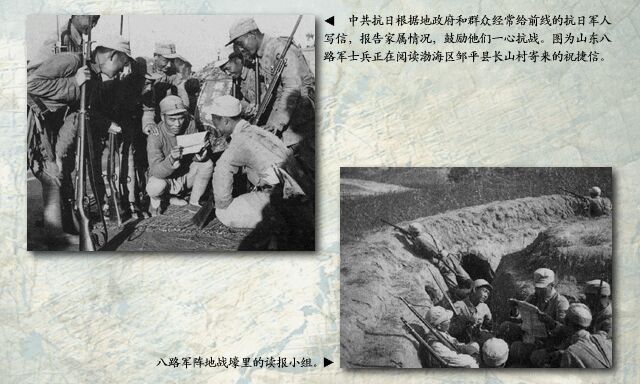 ◀ 中共抗日根据地政府和群众经常给前线的抗日军人
写信，报告家属情况，鼓励他们一心抗战。图为山东八
路军士兵正在阅读渤海区邹平县长山村寄来的祝捷信。
八路军阵地战壕里的读报小组。▶